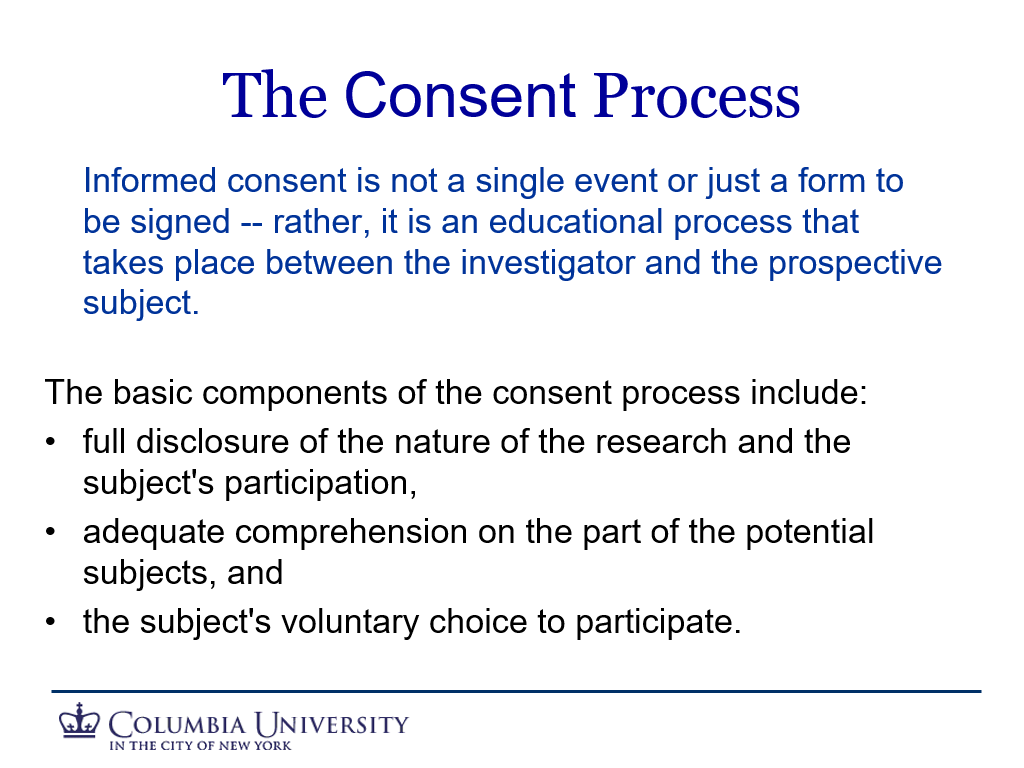 The Consent Process
Informed consent is not a single event or just a form to
be signed -- rather, it is an educational process that
takes place between the investigator and the prospective
subject.
The basic components of the consent process include:
• full disclosure of the nature of the research and the
subject's participation,
• adequate comprehension on the part of the potential
subjects, and
• the subject's voluntary choice to participate.
COLUMBIA UNIVERSITY
IN THE CITY OF NEW YORK